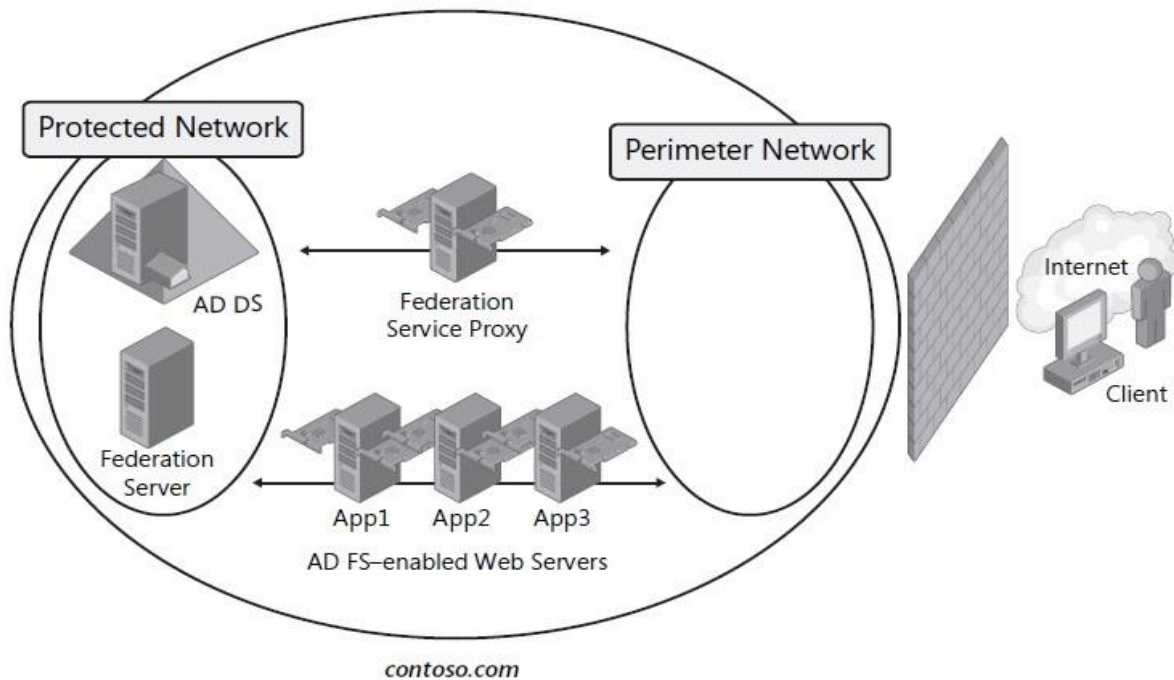 Protected Network
Perimeter Network
AD DS
Federation
Service Proxy
Internet
Client
Federation
Server
App1
App2
App3
AD FS–enabled Web Servers
contoso.com